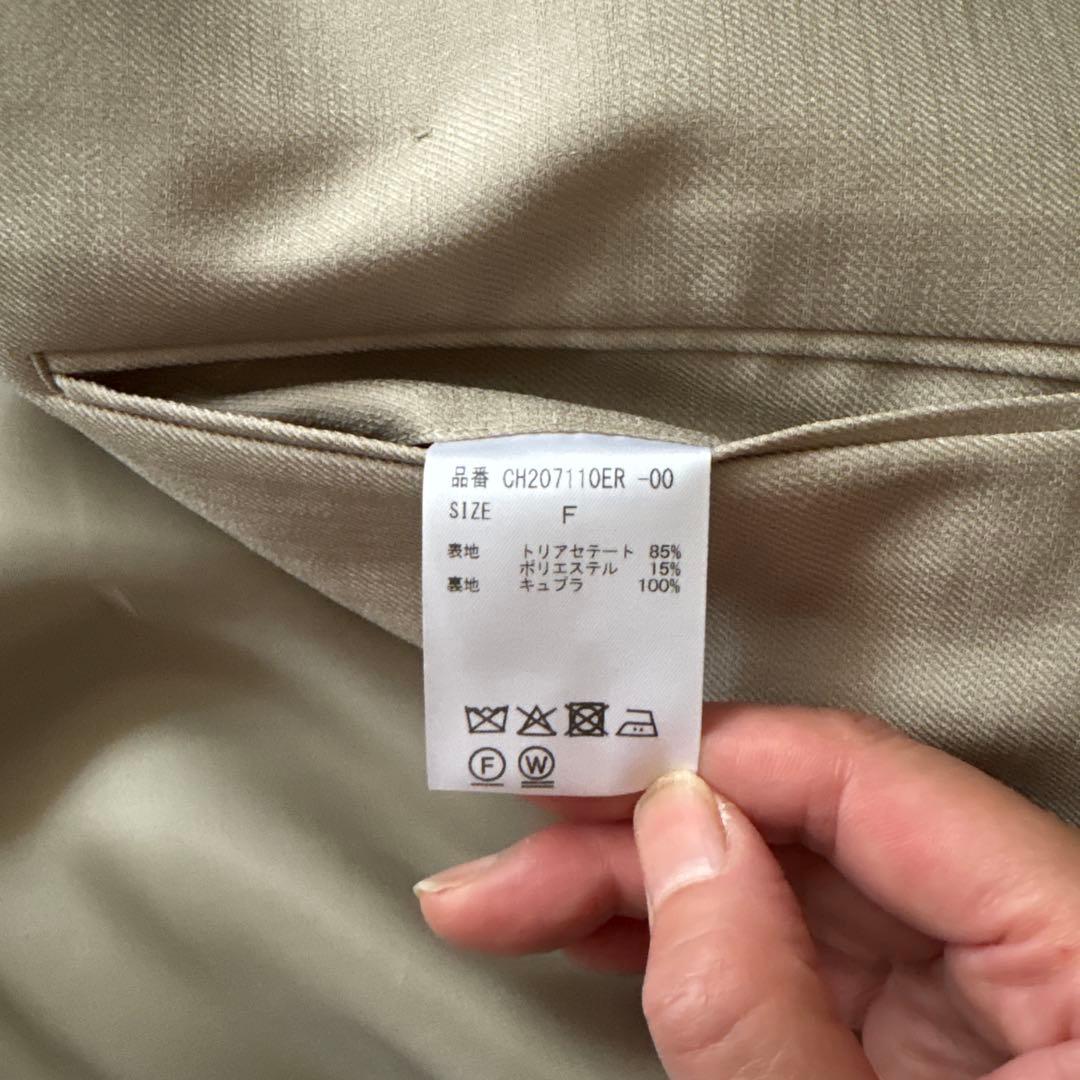 品番 CH207110ER -00
SIZE F
表地 トリアセテート 85%
ポリエステル 15%
裏地 キュプラ 100%
F W